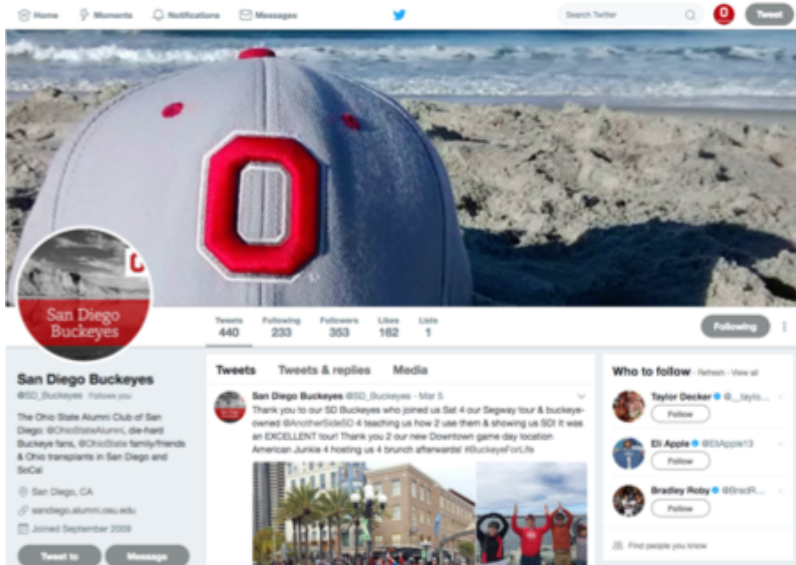 Home Moments Notifications Messages Search Twitter Tweet
O
San Diego
Buckeyes
Tweets Following Followers Likes Lists
440 233 353 162 1
Following
San Diego Buckeyes
@SD_Buckeyes Follows you
The Ohio State Alumni Club of San
Diego: @OhioStateAlumni, die-hard
Buckeye fans, @OhioState family/friends
& Ohio transplants in San Diego and
SoCal
San Diego, CA
sandiego.alumni.osu.edu
Joined September 2009
Tweet to Message
Tweets Tweets & replies Media
San Diego Buckeyes @SD_Buckeyes · Mar 5
Thank you to our SD Buckeyes who joined us Sat 4 our Segway tour & buckeye-
owned @AnotherSideSD 4 teaching us how 2 use them & showing us SD! It was
an EXCELLENT tour! Thank you 2 our new Downtown game day location
American Junkie 4 hosting us 4 brunch afterwards! #BuckeyeForLife
Who to follow · Refresh · View all
Taylor Decker @__taylo...
Follow
Eli Apple @EliApple13
Follow
Bradley Roby @BradR...
Follow
Find people you know